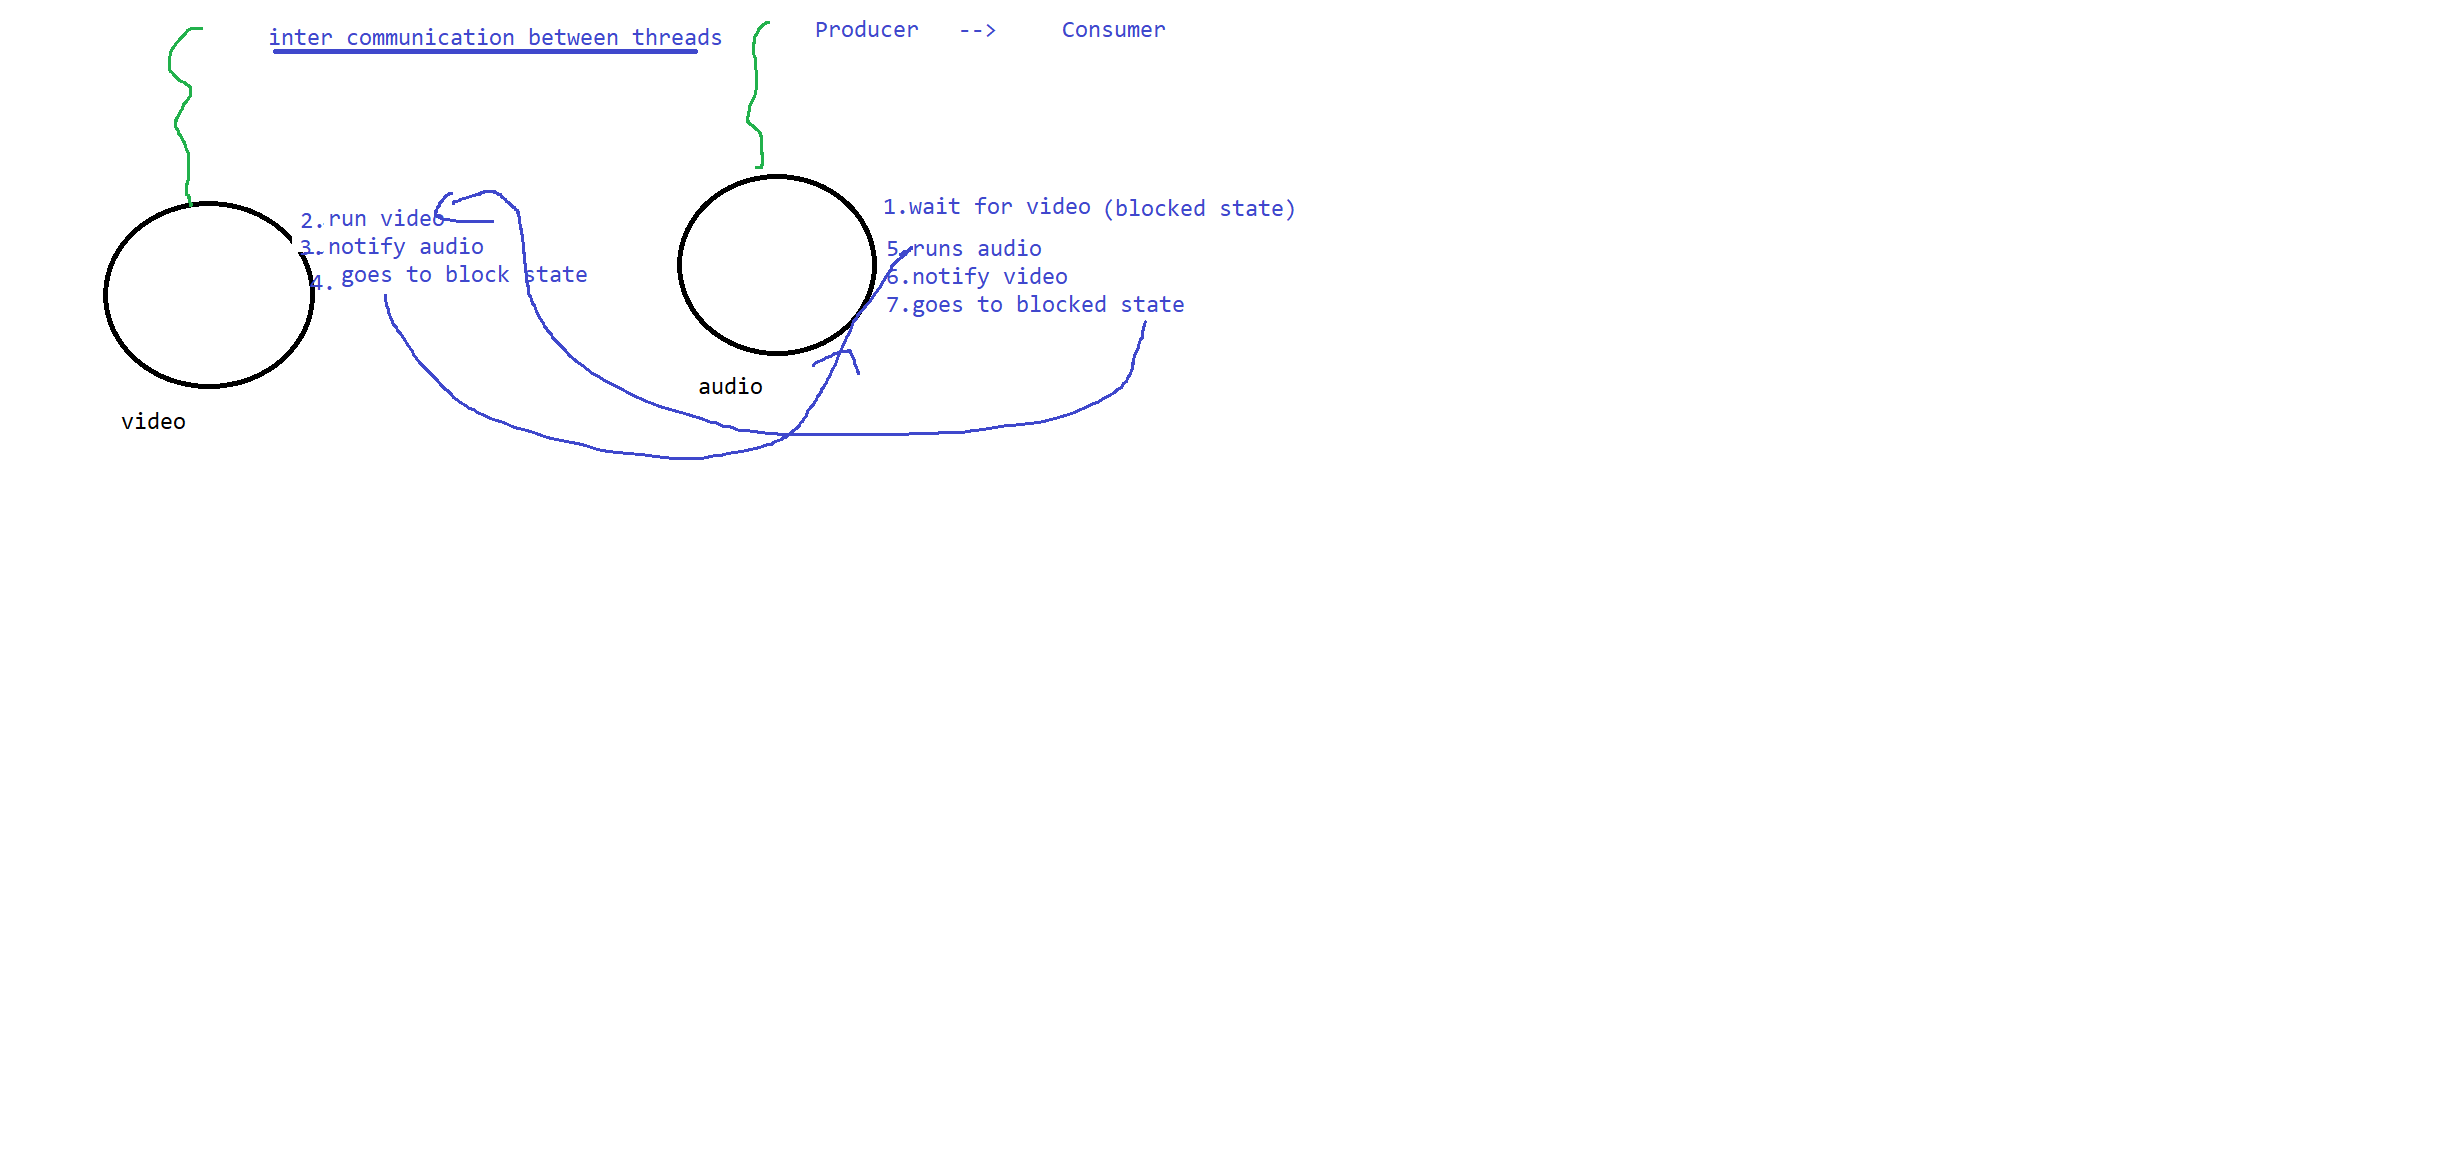 inter communication between threads
Producer --> Consumer
2.run video
3.notify audio
4. goes to block state
video
1.wait for video (blocked state)
5.runs audio
6.notify video
7.goes to blocked state
audio